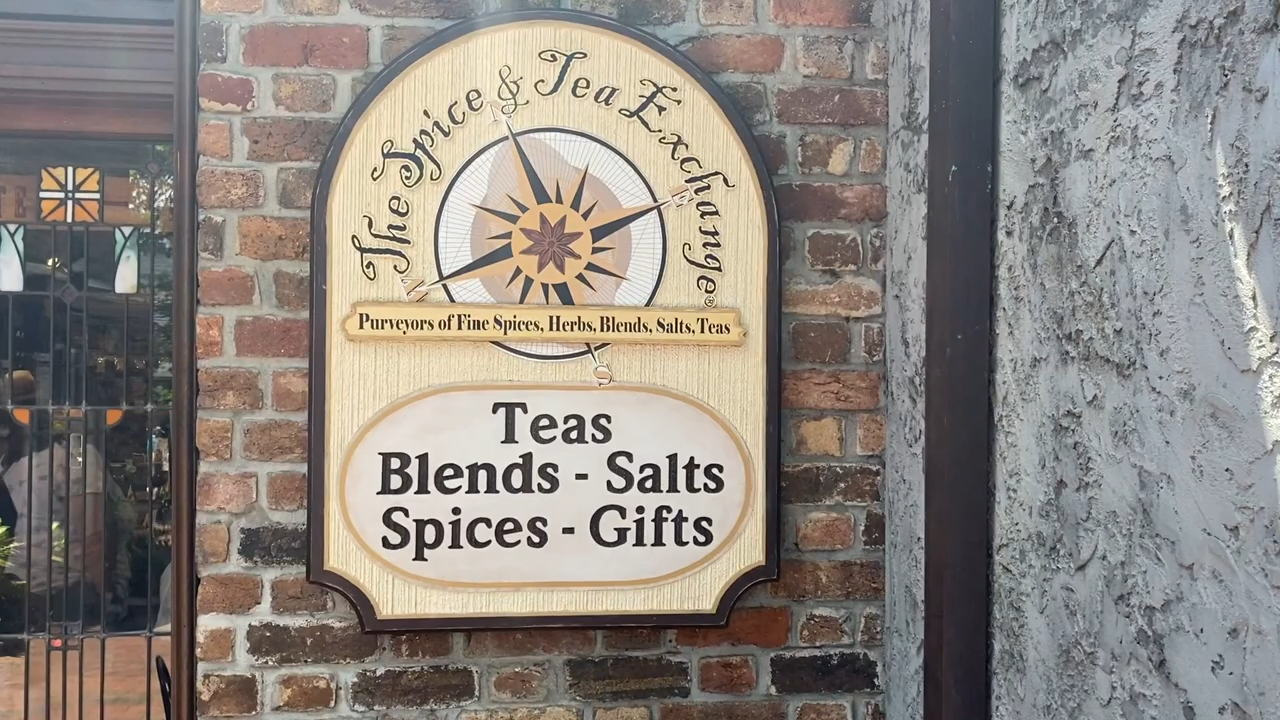 The Spice & Tea Exchange®
N
E
W
Purveyors of Fine Spices, Herbs, Blends, Salts, Teas
S
Teas
Blends - Salts
Spices - Gifts